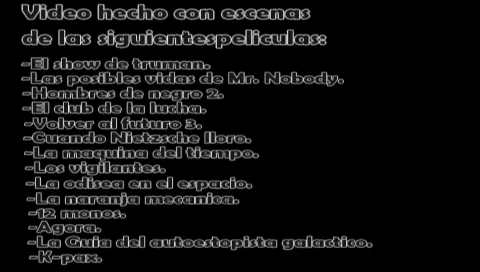 Video hecho con escenas
de las siguientespeliculas:
-El show de truman.
-Las posibles vidas de Mr. Nobody.
-Hombres de negro 2.
-El club de la lucha.
-Volver al futuro 3.
-Cuando Nietzsche lloro.
-La maquina del tiempo.
-Los vigilantes.
-La odisea en el espacio.
-La naranja mecanica.
-12 monos.
-Agora.
-La Guia del autoestopista galactico.
-K-pax.